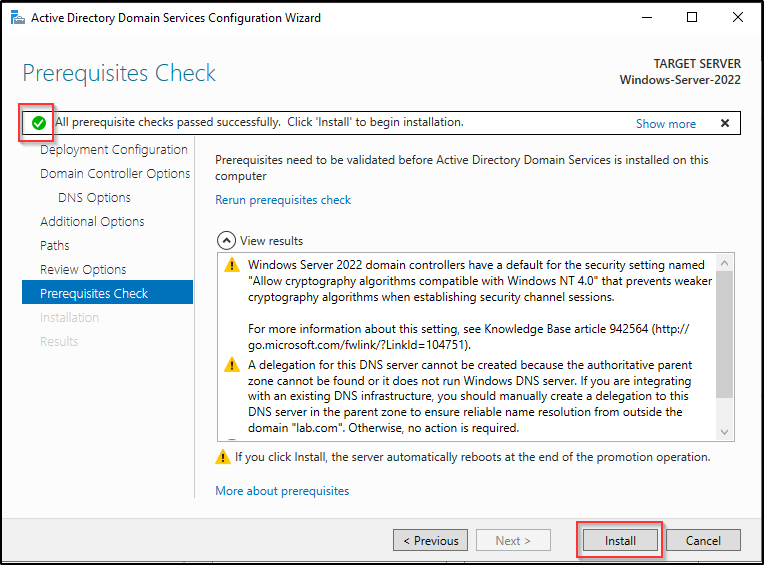 Active Directory Domain Services Configuration Wizard
Prerequisites Check
TARGET SERVER
Windows-Server-2022
All prerequisite checks passed successfully. Click 'Install' to begin installation.
Show more
Deployment Configuration
Domain Controller Options
DNS Options
Additional Options
Paths
Review Options
Prerequisites Check
Installation
Results
Prerequisites need to be validated before Active Directory Domain Services is installed on this
computer
Rerun prerequisites check
View results
Windows Server 2022 domain controllers have a default for the security setting named
"Allow cryptography algorithms compatible with Windows NT 4.0" that prevents weaker
cryptography algorithms when establishing security channel sessions.
For more information about this setting, see Knowledge Base article 942564 (http://
go.microsoft.com/fwlink/?LinkId=104751).
A delegation for this DNS server cannot be created because the authoritative parent
zone cannot be found or it does not run Windows DNS server. If you are integrating
with an existing DNS infrastructure, you should manually create a delegation to this
DNS server in the parent zone to ensure reliable name resolution from outside the
domain "lab.com". Otherwise, no action is required.
If you click Install, the server automatically reboots at the end of the promotion operation.
More about prerequisites
< Previous
Next >
Install
Cancel